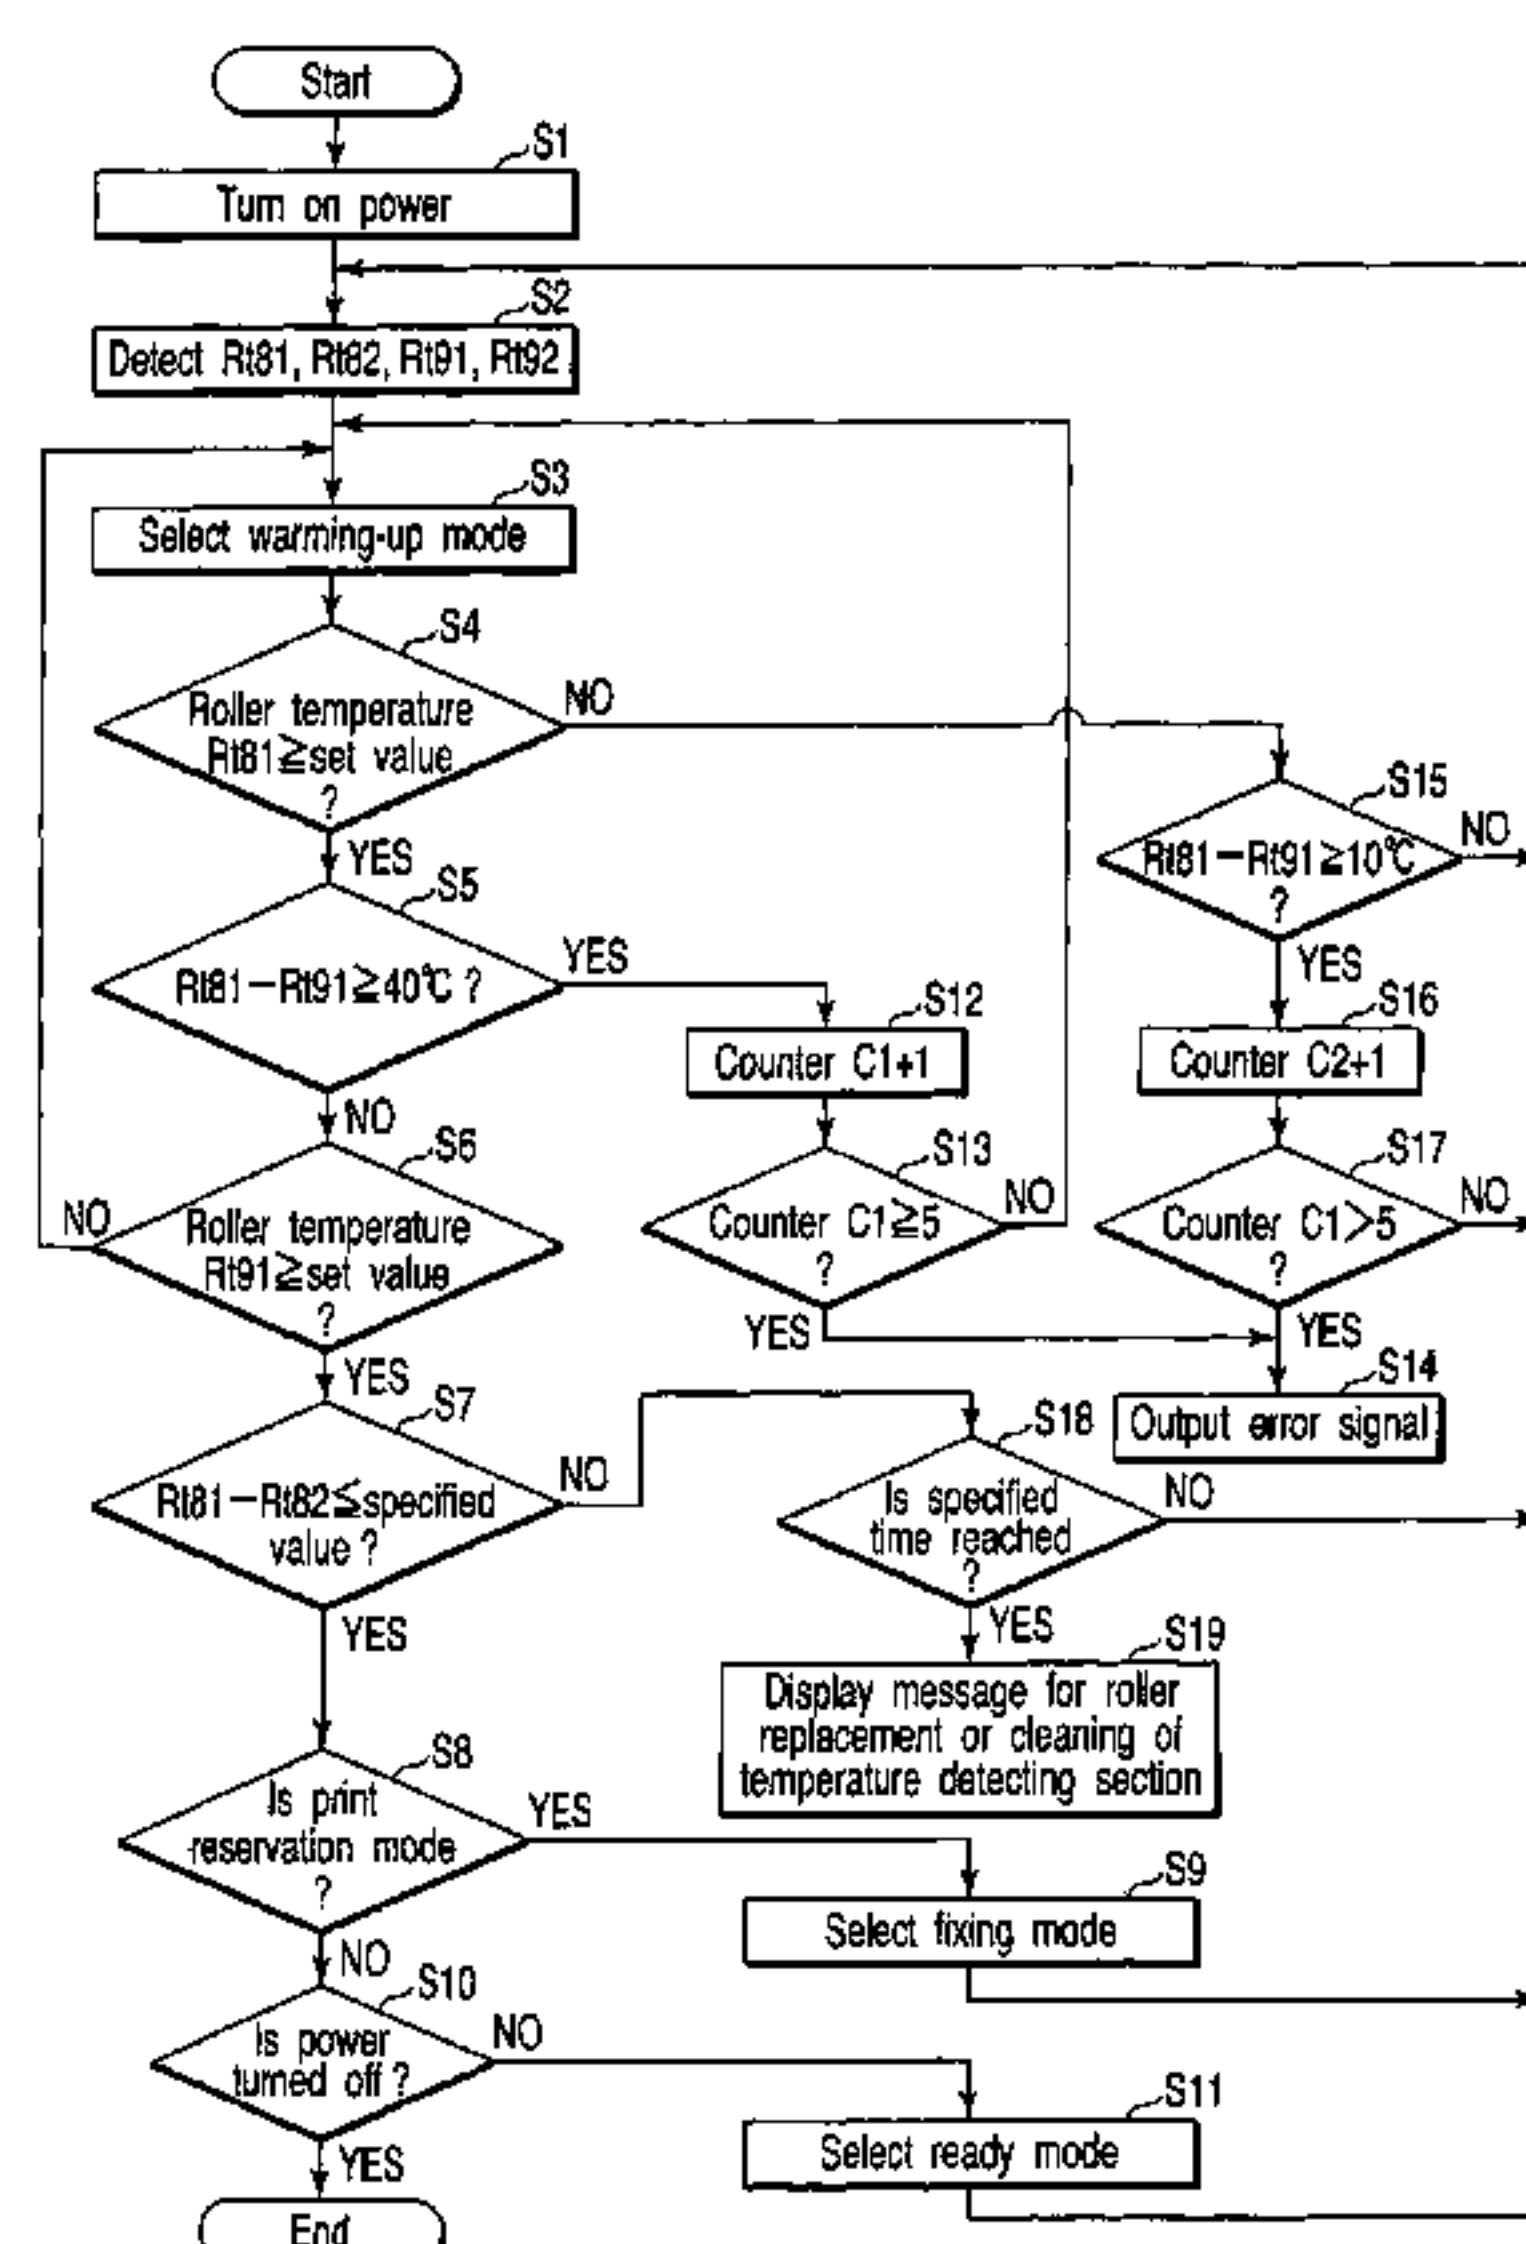 Start
S1
Turn on power
S2
Detect Rt81, Rt82, Rt91, Rt92
S3
Select warming-up mode
S4
Roller temperature
Rt81≧set value
?
NO
YES
S15
Rt81−Rt91≧10℃
?
NO
YES
S5
Rt81−Rt91≧40℃ ?
YES
NO
S12
Counter C1+1
S16
Counter C2+1
S6
Roller temperature
Rt91≧set value
?
NO
YES
S13
Counter C1≧5
?
NO
YES
S17
Counter C1>5
?
NO
YES
S14
Output error signal
S7
Rt81−Rt82≦specified
value ?
NO
YES
S18
Is specified
time reached
?
NO
YES
S19
Display message for roller
replacement or cleaning of
temperature detecting section
S8
Is print
reservation mode
?
YES
NO
S9
Select fixing mode
S10
Is power
turned off ?
NO
YES
S11
Select ready mode
End